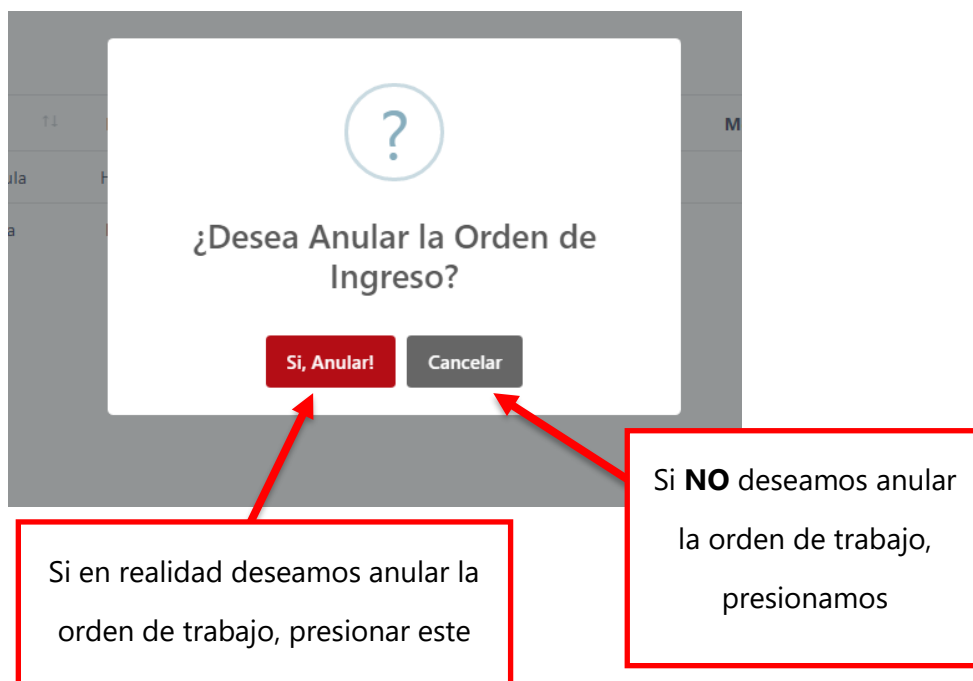 ?
M
¿Desea Anular la Orden de
Ingreso?
Si, Anular!
Cancelar
Si NO deseamos anular
la orden de trabajo,
presionamos
Si en realidad deseamos anular la
orden de trabajo, presionar este